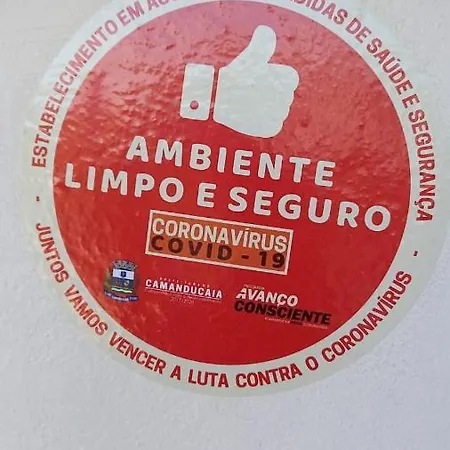 ESTABELECIMENTO EM
DIDAS DE SAÚDE E SEGURANÇA
AMBIENTE
LIMPO E SEGURO
CORONAVÍRUS
COVID - 19
CAMANDUCAIA
AVANÇO
CONSCIENTE
- JUNTOS VAMOS VENCER A LUTA CONTRA O CORONAVÍRUS -